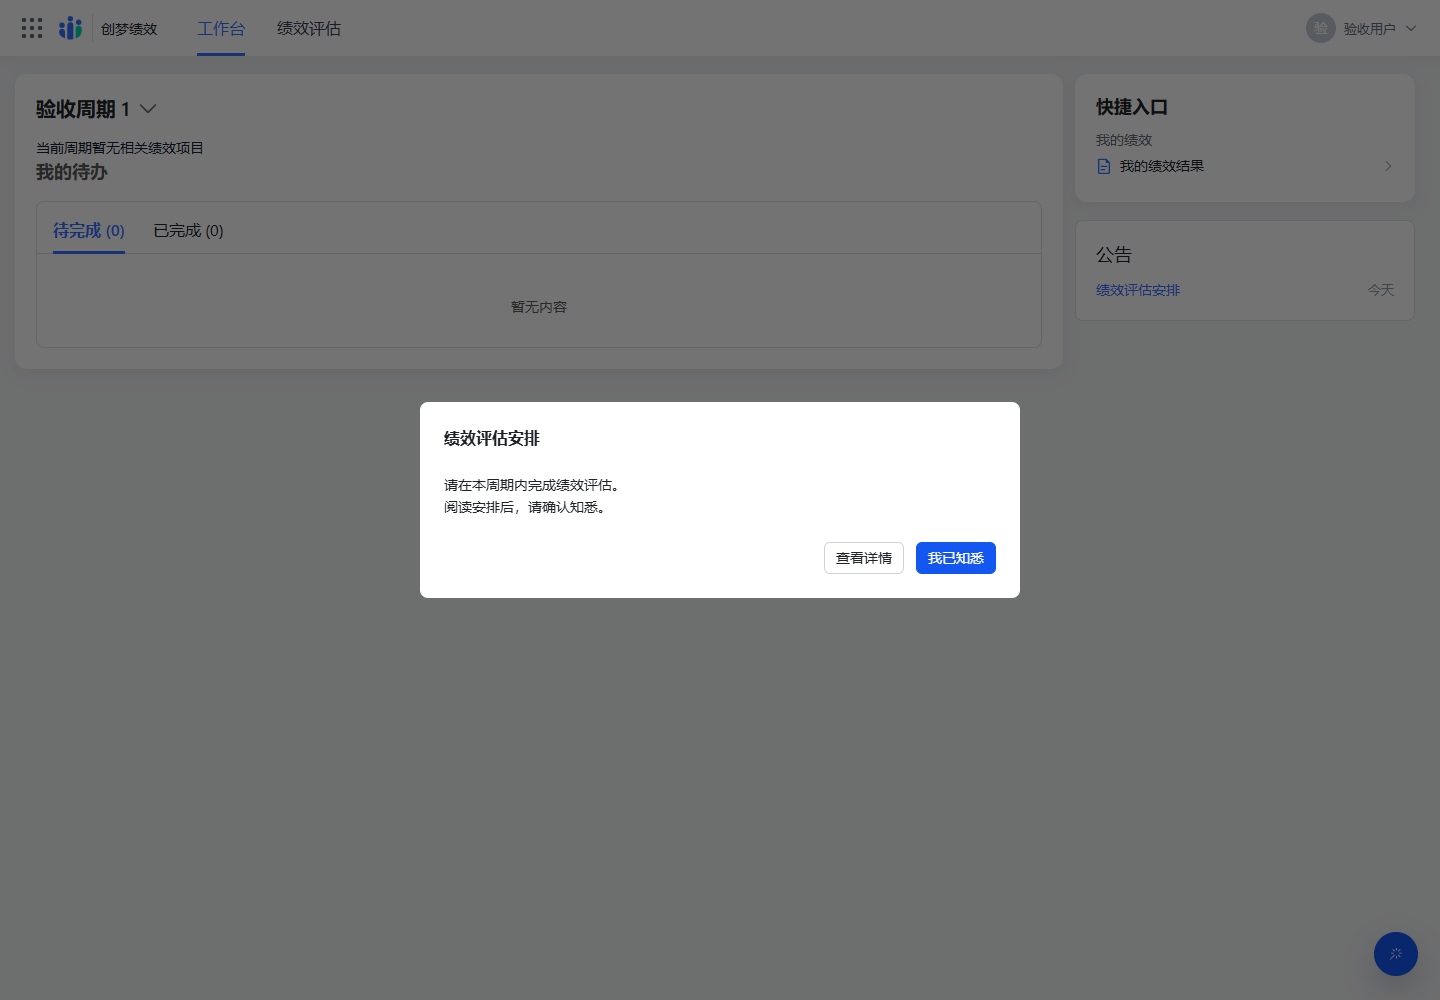 创梦绩效
工作台
绩效评估
验
验收用户
验收周期 1
当前周期暂无相关绩效项目
我的待办
待完成 (0)
已完成 (0)
暂无内容
快捷入口
我的绩效
我的绩效结果
公告
绩效评估安排
今天
绩效评估安排
请在本周期内完成绩效评估。
阅读安排后，请确认知悉。
查看详情
我已知悉